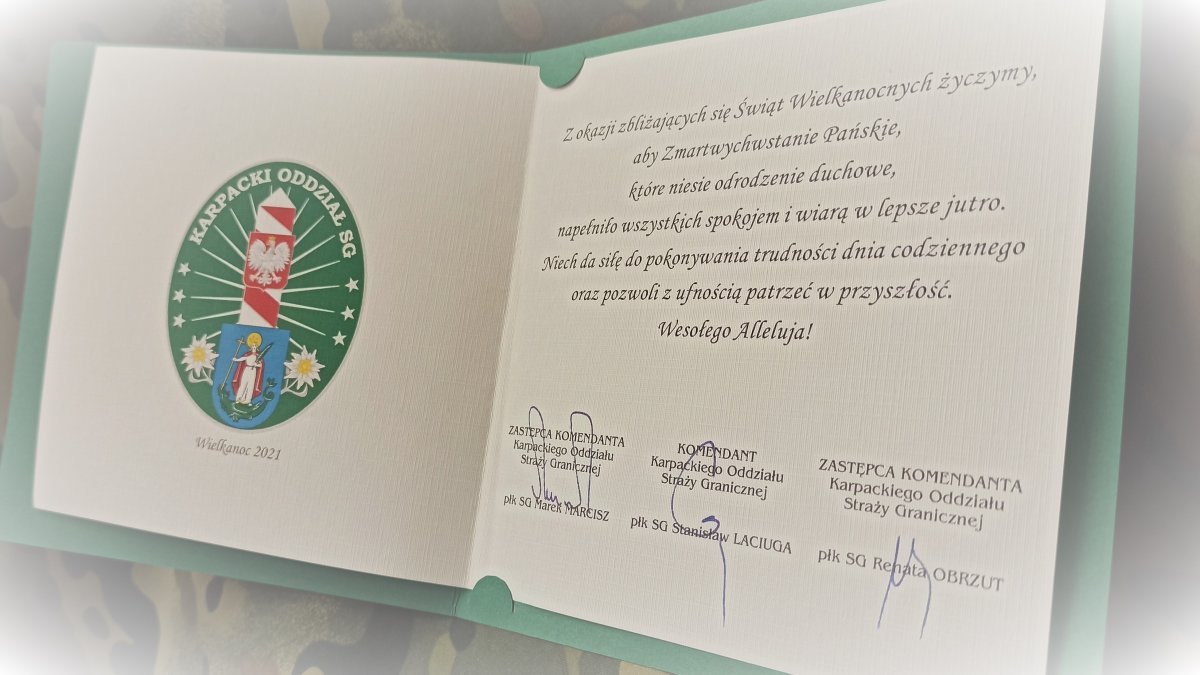 KARPACKI ODDZIAŁ SG
Wielkanoc 2021
Z okazji zbliżających się Świąt Wielkanocnych życzymy,
aby Zmartwychwstanie Pańskie,
które niesie odrodzenie duchowe,
napełniło wszystkich spokojem i wiarą w lepsze jutro.
Niech da siłę do pokonywania trudności dnia codziennego
oraz pozwoli z ufnością patrzeć w przyszłość.
Wesołego Alleluja!
ZASTĘPCA KOMENDANTA
Karpackiego Oddziału
Straży Granicznej
płk SG Marek MARCISZ
KOMENDANT
Karpackiego Oddziału
Straży Granicznej
płk SG Stanisław LACIUGA
ZASTĘPCA KOMENDANTA
Karpackiego Oddziału
Straży Granicznej
płk SG Renata OBRZUT